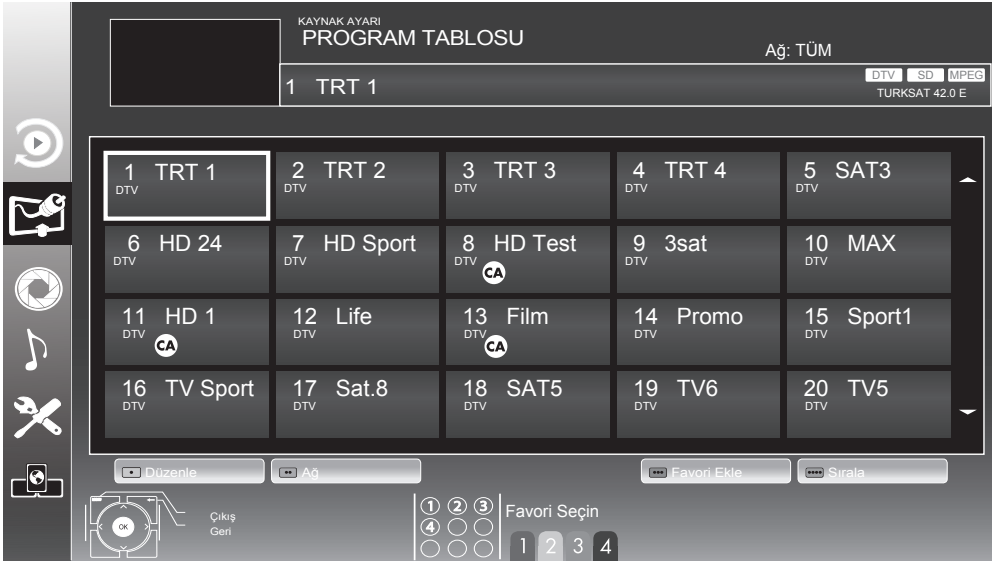 KAYNAK AYARI
PROGRAM TABLOSU
Ağ: TÜM
1 TRT 1
DTV SD MPEG
TURKSAT 42.0 E
1 TRT 1
DTV
2 TRT 2
DTV
3 TRT 3
DTV
4 TRT 4
DTV
5 SAT3
DTV
6 HD 24
DTV
7 HD Sport
DTV
8 HD Test
DTV
CA
9 3sat
DTV
10 MAX
DTV
11 HD 1
DTV
CA
12 Life
DTV
13 Film
DTV
CA
14 Promo
DTV
15 Sport1
DTV
16 TV Sport
DTV
17 Sat.8
DTV
18 SAT5
DTV
19 TV6
DTV
20 TV5
DTV
Düzenle
Ağ
Favori Ekle
Sırala
OK
Çıkış
Geri
1 2 3
4
Favori Seçin
1 2 3 4